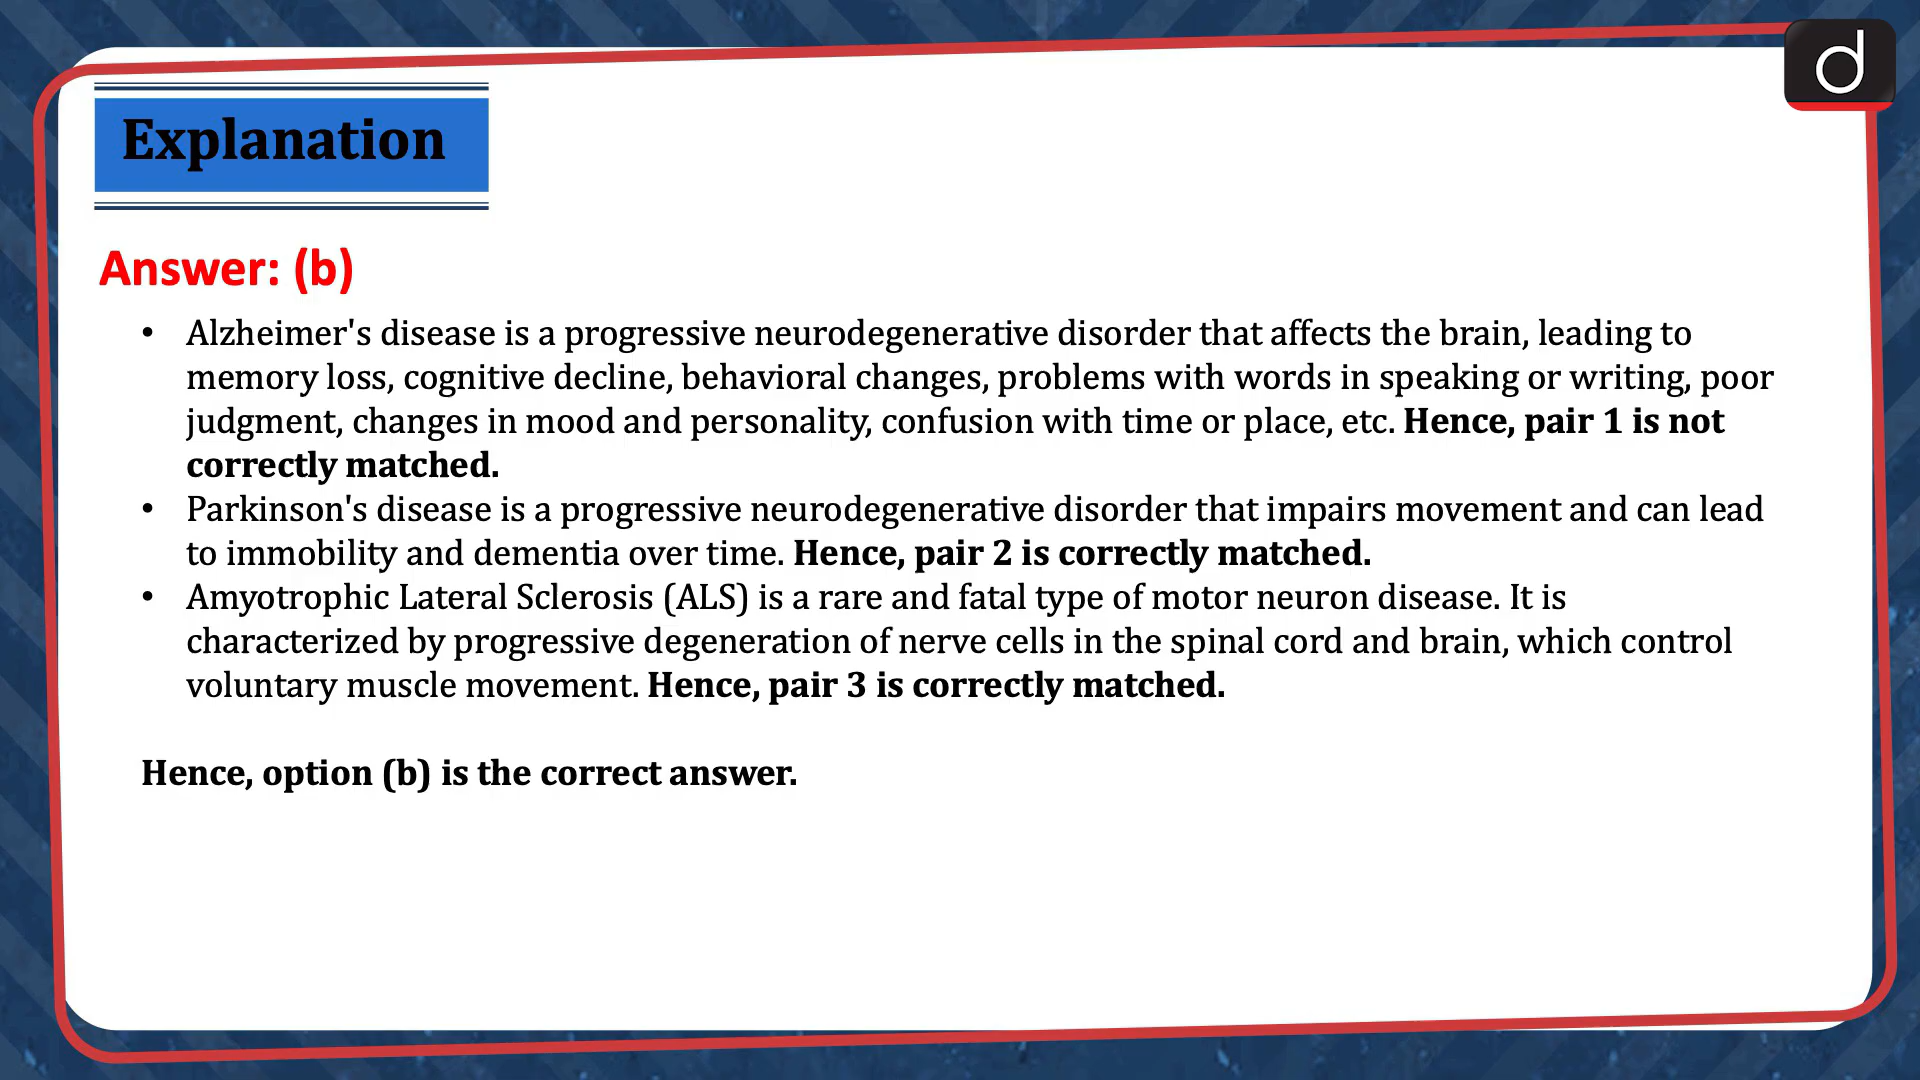 d
Explanation
Answer: (b)
• Alzheimer's disease is a progressive neurodegenerative disorder that affects the brain, leading to
memory loss, cognitive decline, behavioral changes, problems with words in speaking or writing, poor
judgment, changes in mood and personality, confusion with time or place, etc. Hence, pair 1 is not
correctly matched.
• Parkinson's disease is a progressive neurodegenerative disorder that impairs movement and can lead
to immobility and dementia over time. Hence, pair 2 is correctly matched.
• Amyotrophic Lateral Sclerosis (ALS) is a rare and fatal type of motor neuron disease. It is
characterized by progressive degeneration of nerve cells in the spinal cord and brain, which control
voluntary muscle movement. Hence, pair 3 is correctly matched.
Hence, option (b) is the correct answer.